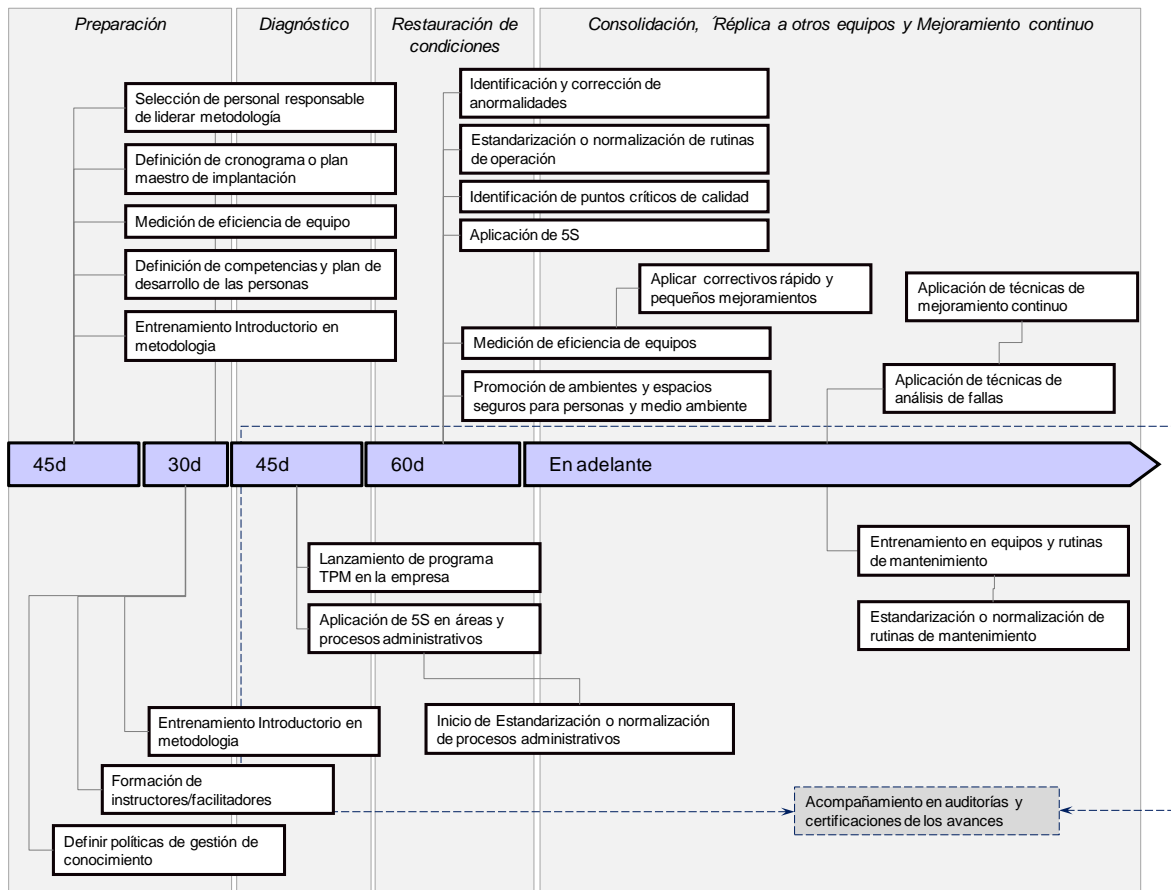 Preparación
Diagnóstico
Restauración de
condiciones
Consolidación, ´Réplica a otros equipos y Mejoramiento continuo
Selección de personal responsable
de liderar metodología
Definición de cronograma o plan
maestro de implantación
Medición de eficiencia de equipo
Definición de competencias y plan de
desarrollo de las personas
Entrenamiento Introductorio en
metodologia
Identificación y corrección de
anormalidades
Estandarización o normalización de rutinas
de operación
Identificación de puntos críticos de calidad
Aplicación de 5S
Aplicar correctivos rápido y
pequeños mejoramientos
Medición de eficiencia de equipos
Promoción de ambientes y espacios
seguros para personas y medio ambiente
Aplicación de técnicas de
mejoramiento continuo
Aplicación de técnicas de
análisis de fallas
45d
30d
45d
60d
En adelante
Lanzamiento de programa
TPM en la empresa
Aplicación de 5S en áreas y
procesos administrativos
Entrenamiento en equipos y rutinas
de mantenimiento
Estandarización o normalización de
rutinas de mantenimiento
Entrenamiento Introductorio en
metodologia
Inicio de Estandarización o normalización
de procesos administrativos
Formación de
instructores/facilitadores
Acompañamiento en auditorías y
certificaciones de los avances
Definir políticas de gestión de
conocimiento